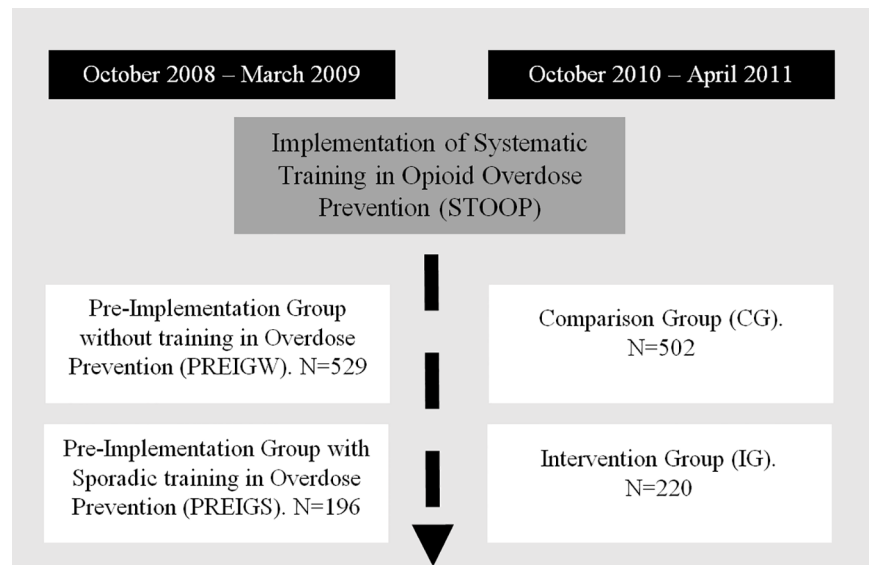 October 2008 – March 2009
October 2010 – April 2011
Implementation of Systematic
Training in Opioid Overdose
Prevention (STOOP)
Pre-Implementation Group
without training in Overdose
Prevention (PREIGW). N=529
Comparison Group (CG).
N=502
Pre-Implementation Group with
Sporadic training in Overdose
Prevention (PREIGS). N=196
Intervention Group (IG).
N=220